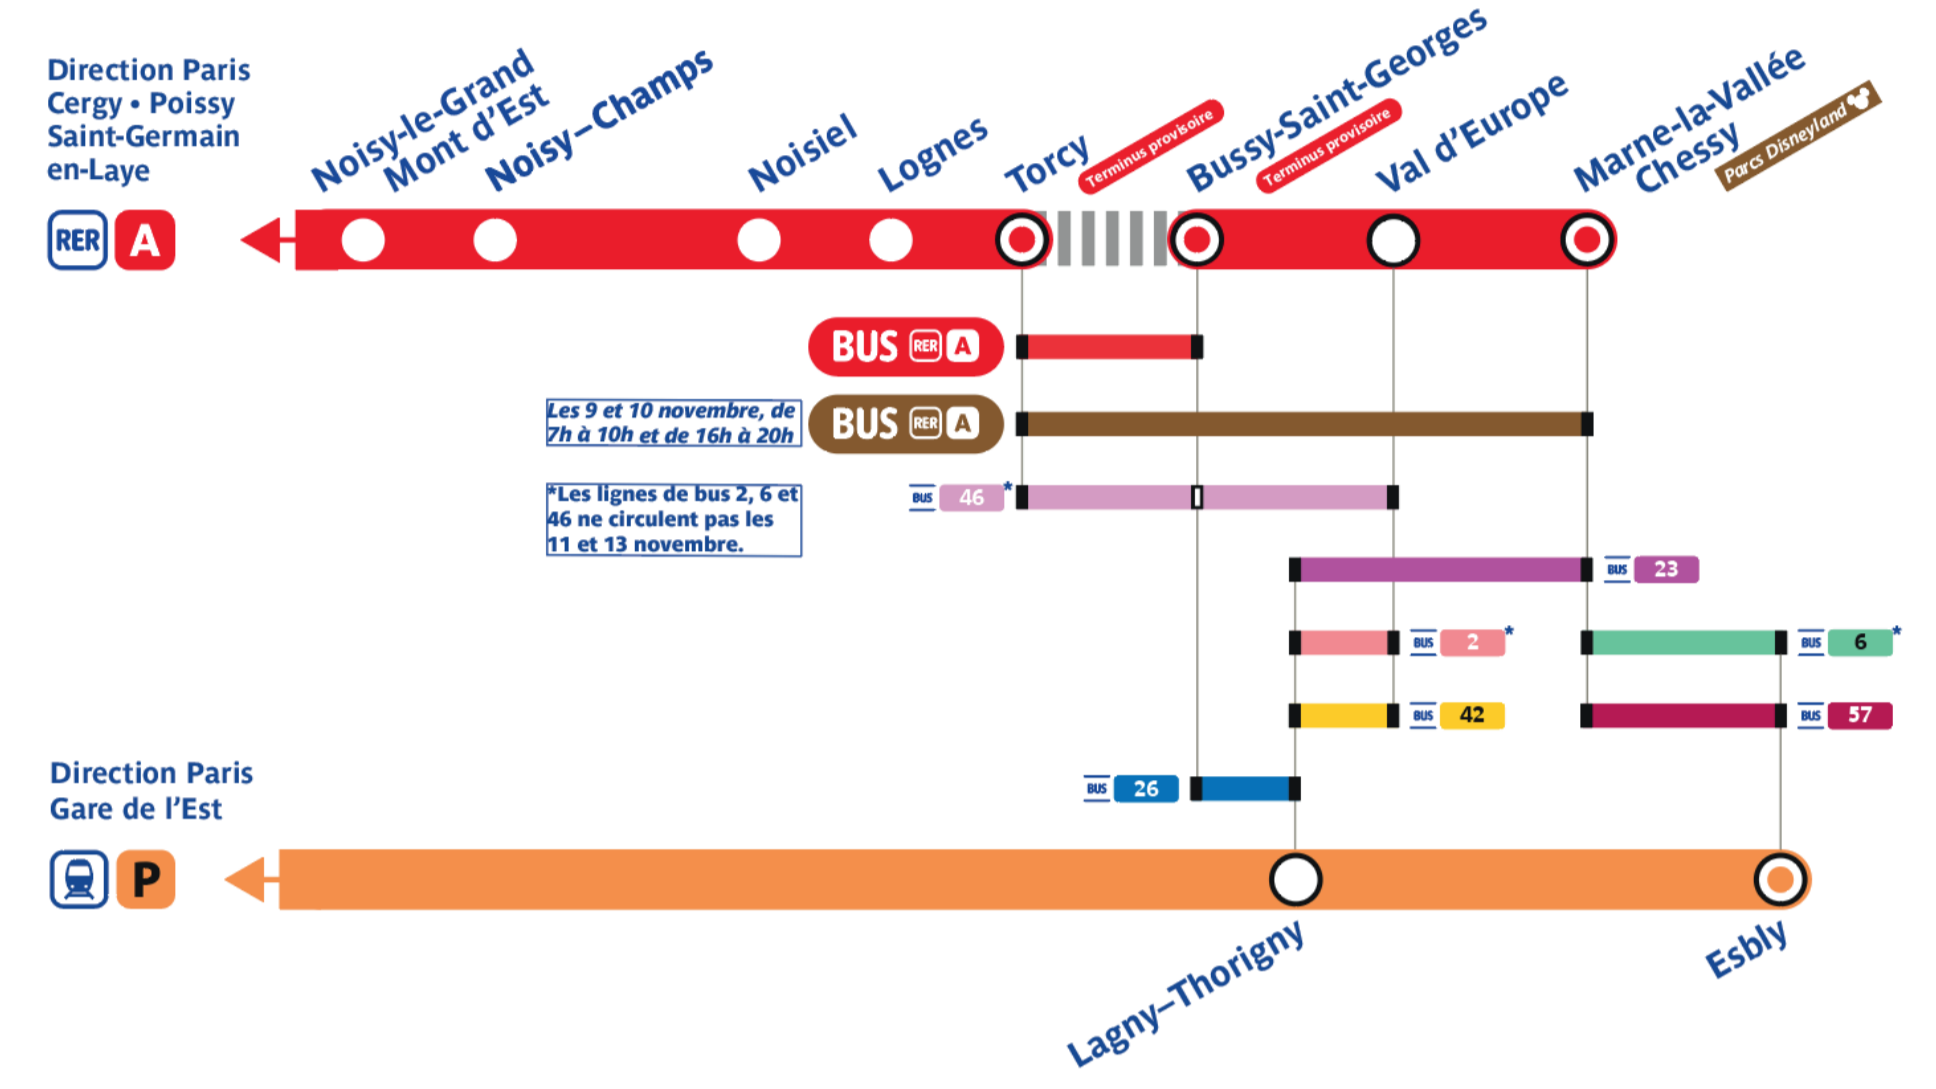 Direction Paris
Cergy • Poissy
Saint-Germain
en-Laye
RER A
Noisy-le-Grand
Mont d'Est
Noisy–Champs
Noisiel
Lognes
Torcy
Terminus provisoire
Bussy-Saint-Georges
Terminus provisoire
Val d'Europe
Marne-la-Vallée
Chessy
Parcs Disneyland
BUS RER A
Les 9 et 10 novembre, de
7h à 10h et de 16h à 20h
BUS RER A
*Les lignes de bus 2, 6 et
46 ne circulent pas les
11 et 13 novembre.
BUS 46*
BUS 23
BUS 2*
BUS 6*
BUS 42
BUS 57
BUS 26
Direction Paris
Gare de l'Est
P
Lagny–Thorigny
Esbly